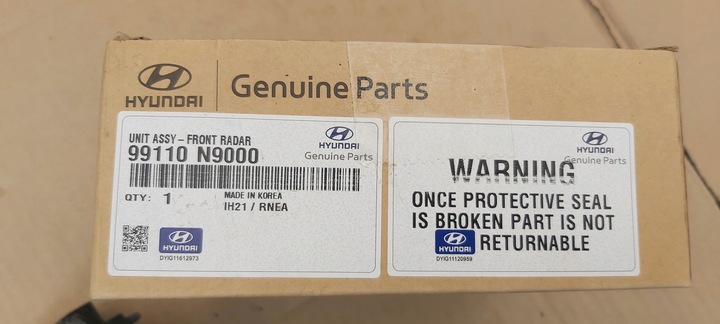 HYUNDAI
Genuine Parts
UNIT ASSY – FRONT RADAR
99110 N9000
HYUNDAI
Genuine Parts
QTY: 1
MADE IN KOREA
IH21 / RNEA
HYUNDAI
DYIG11612973
HYUNDAI
Genuine Parts
WARNING
ONCE PROTECTIVE SEAL
IS BROKEN PART IS NOT
RETURNABLE
HYUNDAI
DYIG11120959